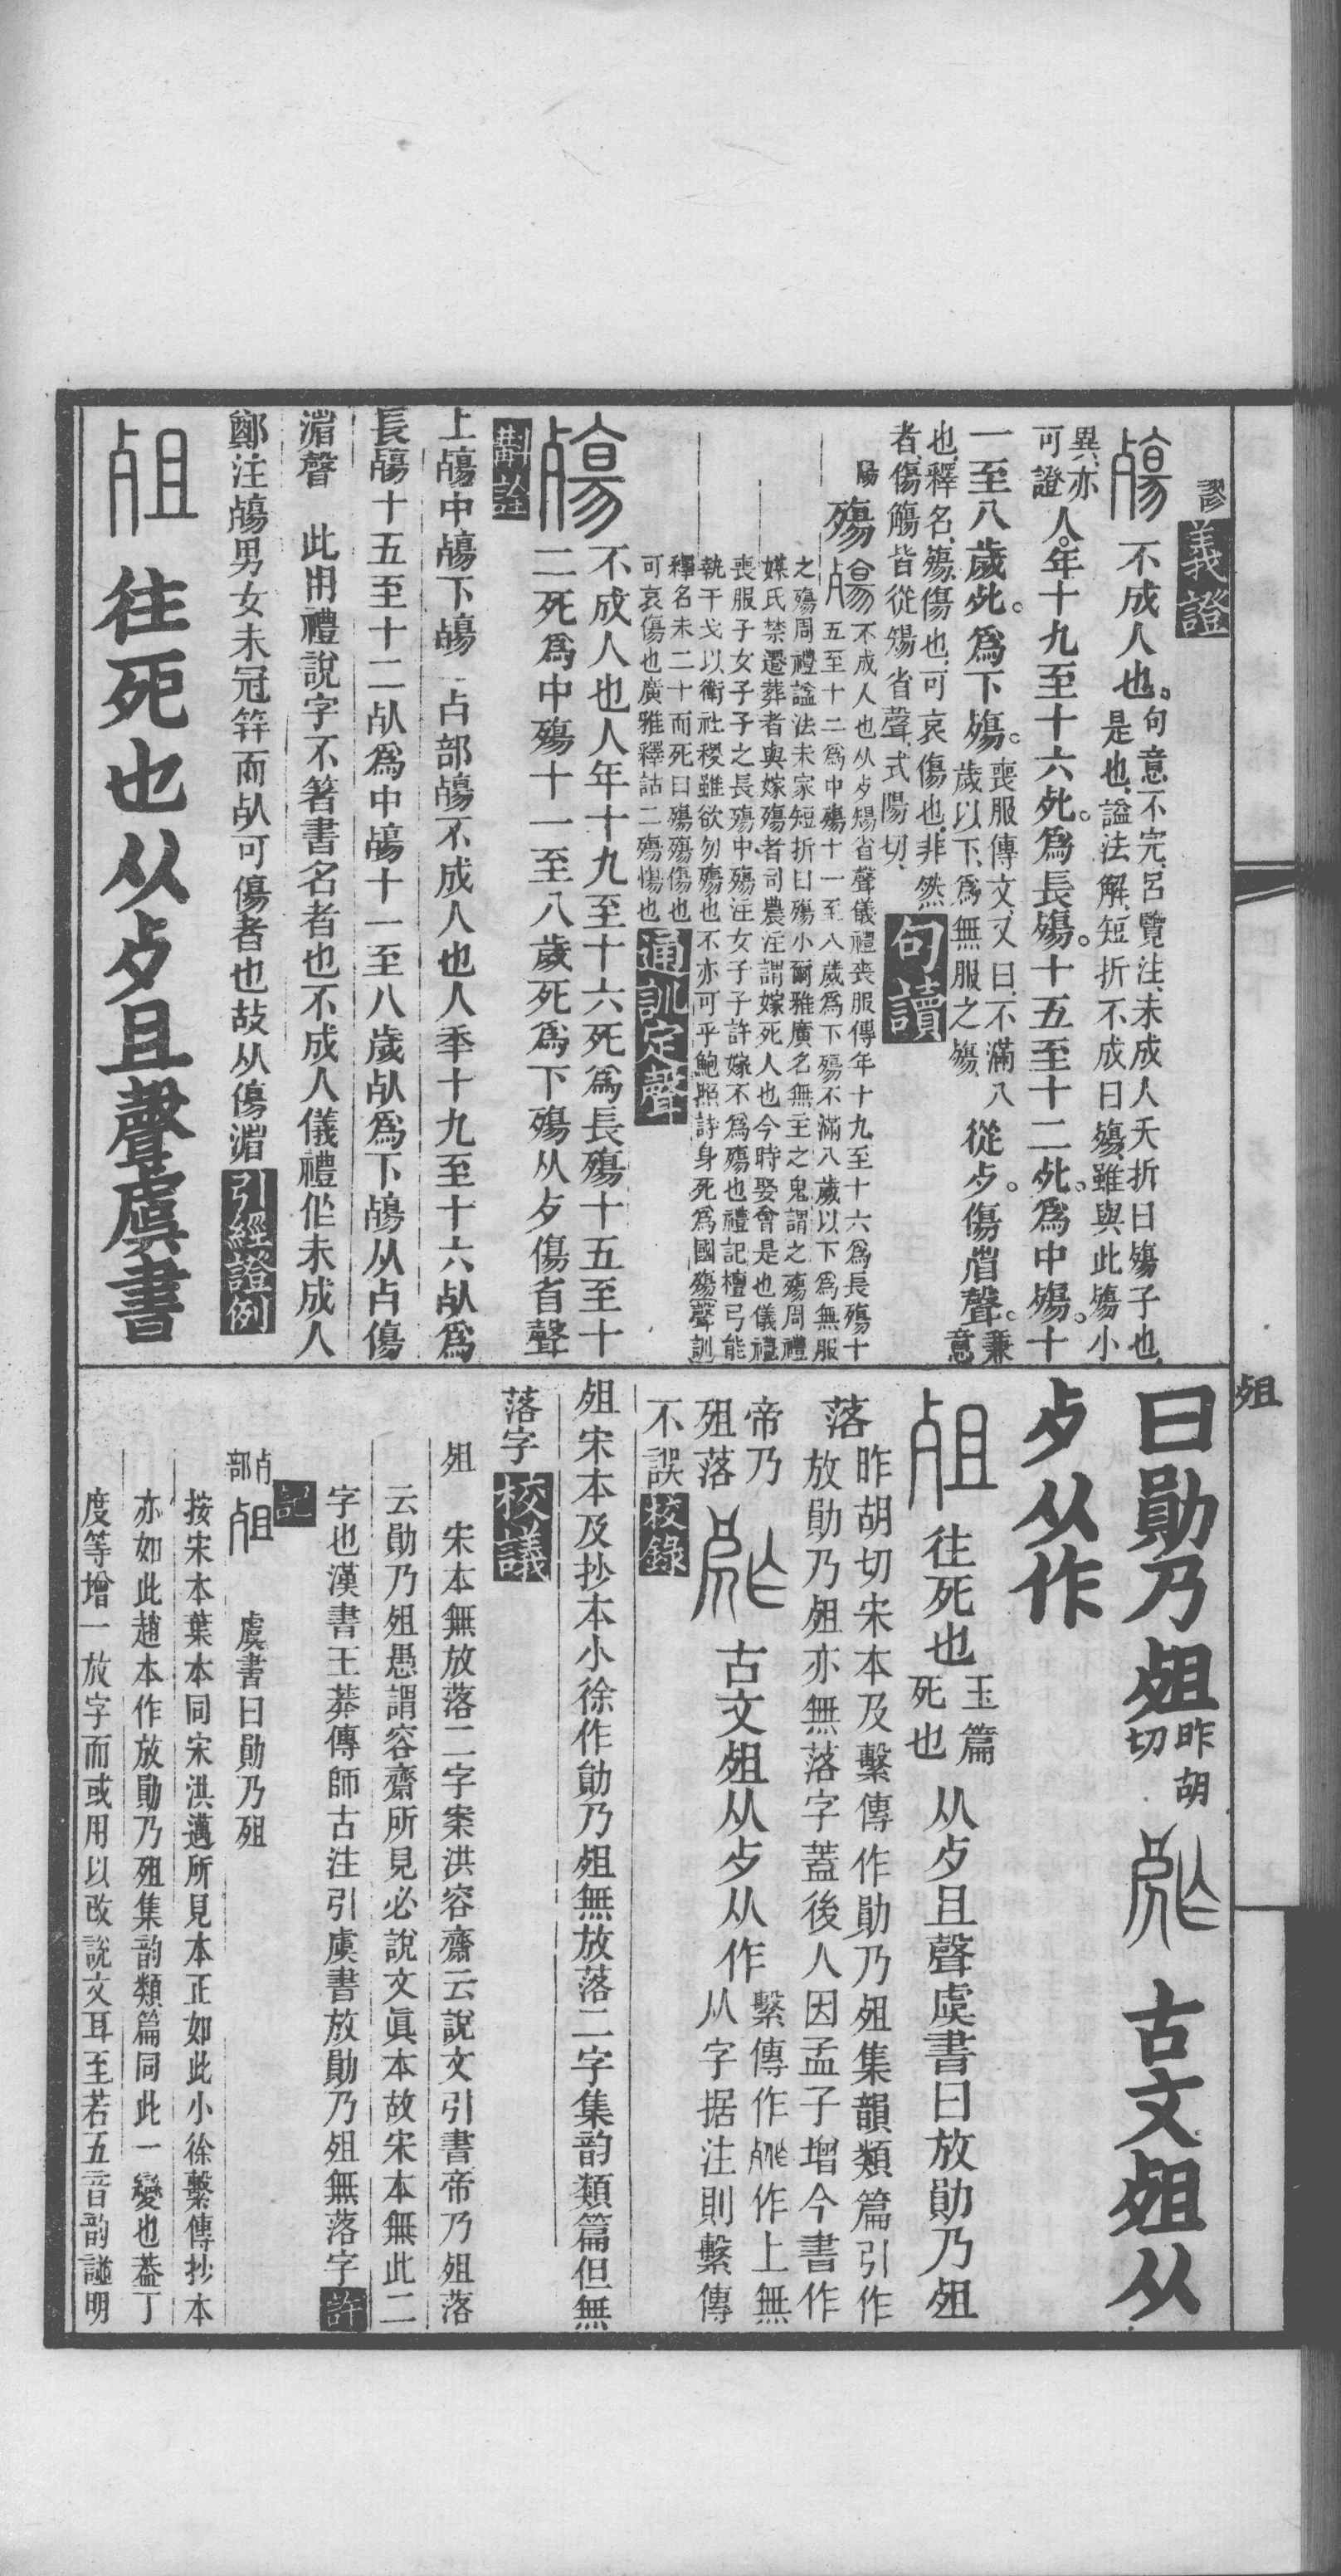 謬義證
殤 不成人也。句意不完、呂覽注、未成人夭折曰殤子也、
是也、謚法解、短折不成曰殤、雖與此殤小
異、亦
可證 人年十九至十六𣦸。爲長殤。十五至十二𣦸。爲中殤。十
一至八歲𣦸。爲下殤。喪服傳文、又曰、不滿八
歲以下、爲無服之殤、 從歺。傷省聲。兼
意
也、釋名、殤、傷也、可哀傷也、非然
者、傷觴皆從煬省聲、式陽切、 句讀
殤 不成人也从歺煬省聲儀禮喪服傳年十九至十六爲長殤十
五至十二爲中殤十一至八歲爲下殤不滿八歲以下爲無服
之殤周禮謚法未家短折曰殤小爾雅廣名無主之鬼謂之殤周禮
媒氏禁遷葬者與嫁殤者司農注謂嫁死人也今時娶會是也儀禮
喪服子女子子之長殤中殤注女子子許嫁不爲殤也禮記檀弓能
執干戈以衛社稷雖欲勿殤也不亦可乎鮑照詩身死爲國殤聲訓
釋名未二十而死曰殤殤傷也
可哀傷也廣雅釋詁二殤傷也 通訓定聲
殤 不成人也人年十九至十六死爲長殤十五至十
二死爲中殤十一至八歲死爲下殤从歺傷省聲
斠詮
上殤中殤下殤 占部殤不成人也人秊十九至十六𣦸爲
長殤十五至十二𣦸爲中殤十一至八歲𣦸爲下殤从占傷
渻聲 此用禮說字不箸書名者也不成人儀禮作未成人
鄭注殤男女未冠筓而𣦸可傷者也故从傷渻 引經證例
殂 往死也从歺且聲虞書
殂
曰勛乃殂昨胡
切 古文殂从
歺从作
殂 往死也玉篇
死也 从歺且聲虞書曰放勛乃殂
落 昨胡切宋本及繫傳作勛乃殂集韻類篇引作
放勛乃殂亦無落字蓋後人因孟子增今書作
帝乃
殂落 古文殂从歺从作繫傳作 作上無
从字据注則繫傳
不誤 校錄
殂宋本及抄本小徐作勛乃殂無放落二字集韵類篇但無
落字 校議
殂 宋本無放落二字案洪容齋云說文引書帝乃殂落
云勛乃殂愚謂容齋所見必說文眞本故宋本無此二
字也漢書王莽傳師古注引虞書放勛乃殂無落字 許
記
占
部 殂 虞書曰勛乃殂
按宋本葉本同宋洪邁所見本正如此小徐繫傳抄本
亦如此趙本作放勛乃殂集韵類篇同此一變也葢丁
度等增一放字而或用以改說文耳至若五音韵譜明